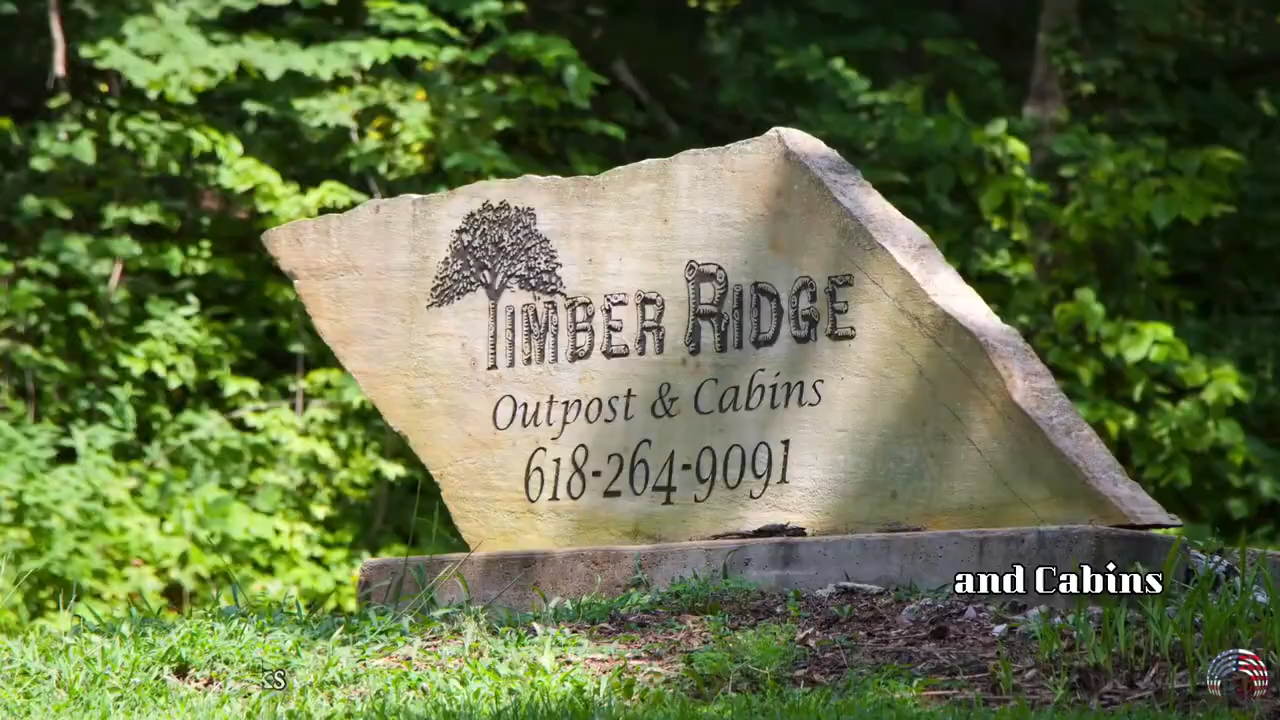 TIMBER RIDGE
Outpost & Cabins
618-264-9091
and Cabins